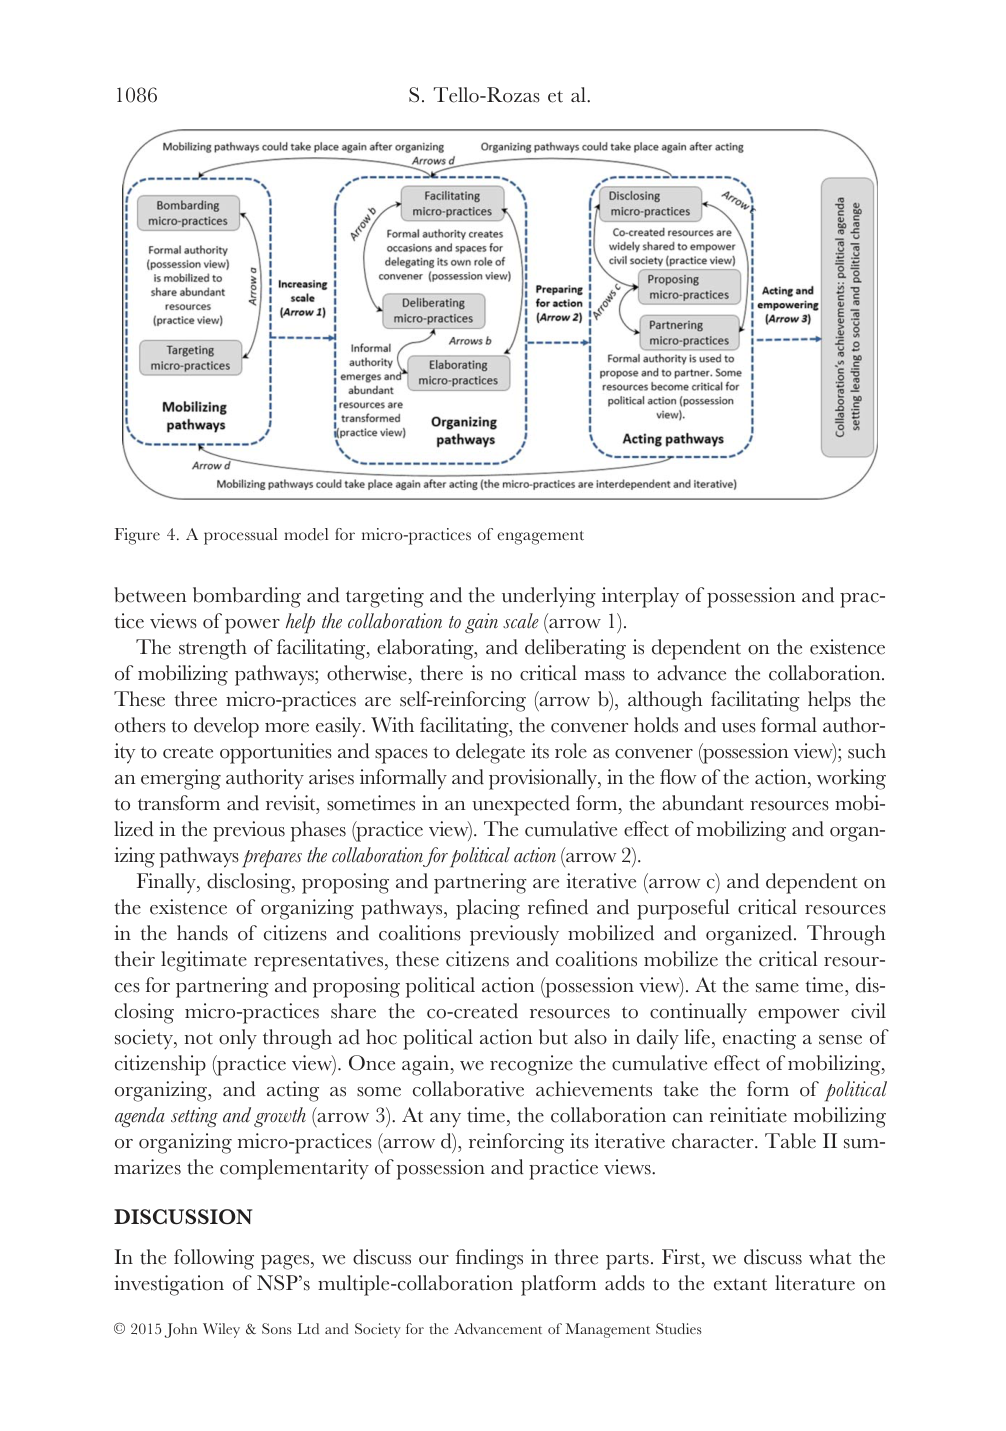 1086
S. Tello-Rozas et al.
Mobilizing pathways could take place again after organizing
Organizing pathways could take place again after acting
Arrows d
Bombarding
micro-practices
Formal authority
(possession view)
is mobilized to
share abundant
resources
(practice view)
Arrow a
Targeting
micro-practices
Mobilizing
pathways
Increasing
scale
(Arrow 1)
Facilitating
micro-practices
Arrow b
Formal authority creates
occasions and spaces for
delegating its own role of
convener (possession view)
Deliberating
micro-practices
Arrows b
Informal
authority
emerges and
abundant
resources are
transformed
(practice view)
Elaborating
micro-practices
Organizing
pathways
Preparing
for action
(Arrow 2)
Disclosing
micro-practices
Arrow
Co-created resources are
widely shared to empower
civil society (practice view)
Proposing
micro-practices
Arrows c
Partnering
micro-practices
Formal authority is used to
propose and to partner. Some
resources become critical for
political action (possession
view).
Acting pathways
Acting and
empowering
(Arrow 3)
Collaboration's achievements: political agenda
setting leading to social and political change
Arrow d
Mobilizing pathways could take place again after acting (the micro-practices are interdependent and iterative)
Figure 4. A processual model for micro-practices of engagement
between bombarding and targeting and the underlying interplay of possession and prac-
tice views of power help the collaboration to gain scale (arrow 1).
The strength of facilitating, elaborating, and deliberating is dependent on the existence
of mobilizing pathways; otherwise, there is no critical mass to advance the collaboration.
These three micro-practices are self-reinforcing (arrow b), although facilitating helps the
others to develop more easily. With facilitating, the convener holds and uses formal author-
ity to create opportunities and spaces to delegate its role as convener (possession view); such
an emerging authority arises informally and provisionally, in the flow of the action, working
to transform and revisit, sometimes in an unexpected form, the abundant resources mobi-
lized in the previous phases (practice view). The cumulative effect of mobilizing and organ-
izing pathways prepares the collaboration for political action (arrow 2).
Finally, disclosing, proposing and partnering are iterative (arrow c) and dependent on
the existence of organizing pathways, placing refined and purposeful critical resources
in the hands of citizens and coalitions previously mobilized and organized. Through
their legitimate representatives, these citizens and coalitions mobilize the critical resour-
ces for partnering and proposing political action (possession view). At the same time, dis-
closing micro-practices share the co-created resources to continually empower civil
society, not only through ad hoc political action but also in daily life, enacting a sense of
citizenship (practice view). Once again, we recognize the cumulative effect of mobilizing,
organizing, and acting as some collaborative achievements take the form of political
agenda setting and growth (arrow 3). At any time, the collaboration can reinitiate mobilizing
or organizing micro-practices (arrow d), reinforcing its iterative character. Table II sum-
marizes the complementarity of possession and practice views.
DISCUSSION
In the following pages, we discuss our findings in three parts. First, we discuss what the
investigation of NSP's multiple-collaboration platform adds to the extant literature on
© 2015 John Wiley & Sons Ltd and Society for the Advancement of Management Studies